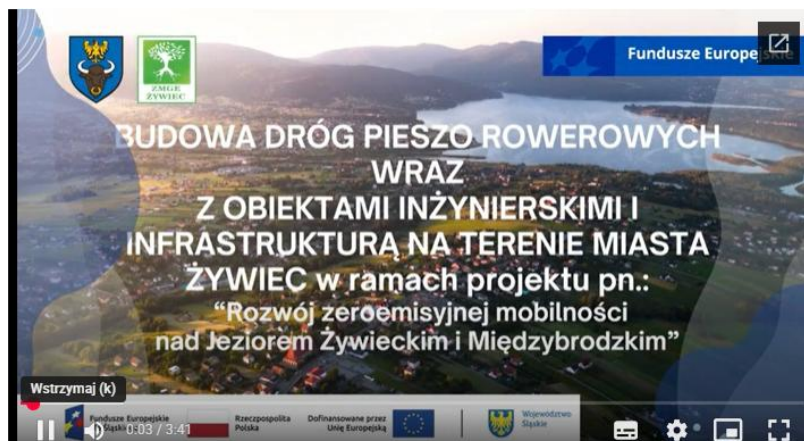 ZMGE
ŻYWIEC
Fundusze Europejskie
BUDOWA DRÓG PIESZO ROWEROWYCH
WRAZ
Z OBIEKTAMI INŻYNIERSKIMI I
INFRASTRUKTURĄ NA TERENIE MIASTA
ŻYWIEC w ramach projektu pn.:
“Rozwój zeroemisyjnej mobilności
nad Jeziorem Żywieckim i Międzybrodzkim”
Wstrzymaj (k)
0:03 / 3:41
Fundusze Europejskie
Rzeczpospolita
Polska
Dofinansowane przez
Unię Europejską
Województwo
Śląskie